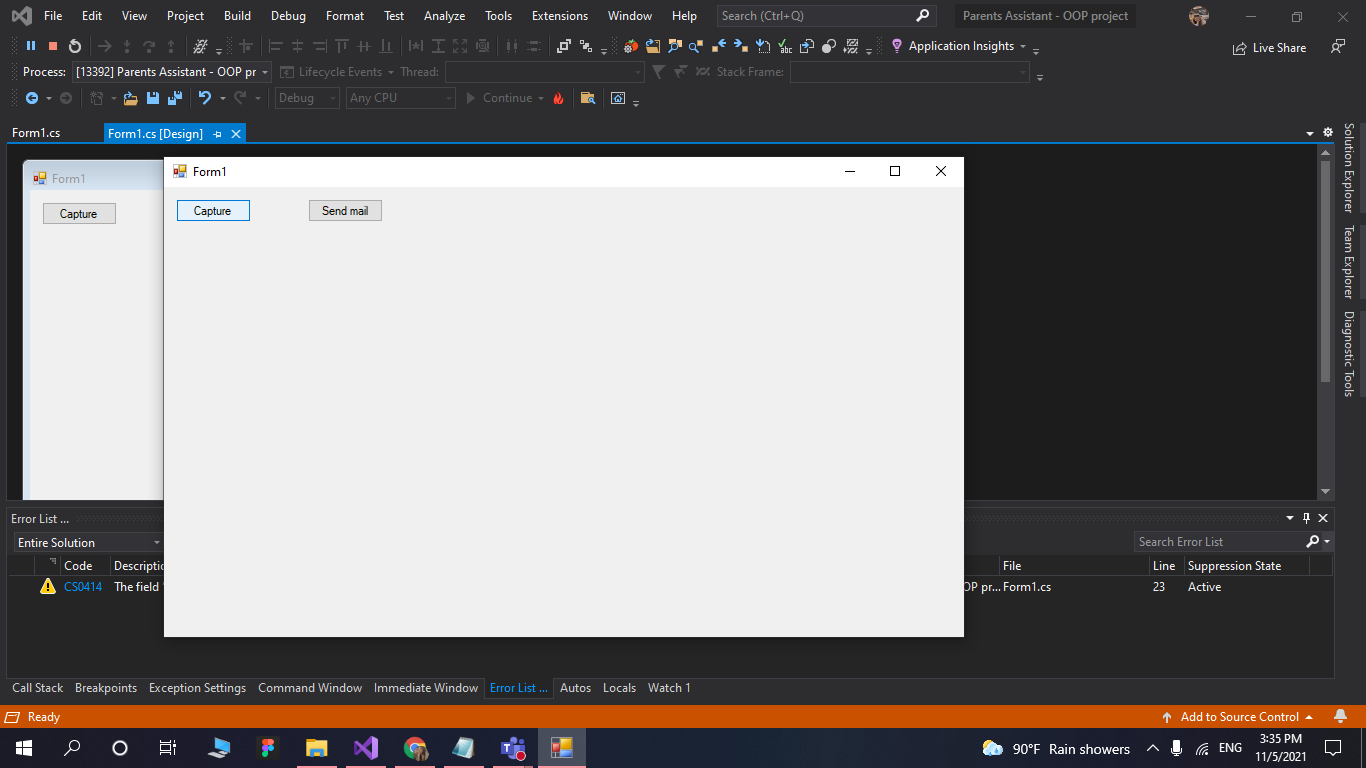 File Edit View Project Build Debug Format Test Analyze Tools Extensions Window Help Search (Ctrl+Q) Parents Assistant - OOP project
Application Insights Live Share
Process: [13392] Parents Assistant - OOP pr Lifecycle Events Thread: Stack Frame:
Debug Any CPU Continue
Form1.cs Form1.cs [Design]
Solution Explorer
Team Explorer
Diagnostic Tools
Form1
Capture
Form1
Capture Send mail
Error List ...
Entire Solution Search Error List
Code Descriptio File Line Suppression State
CS0414 The field OP pr... Form1.cs 23 Active
Call Stack Breakpoints Exception Settings Command Window Immediate Window Error List ... Autos Locals Watch 1
Ready Add to Source Control
90°F Rain showers ENG 3:35 PM
11/5/2021